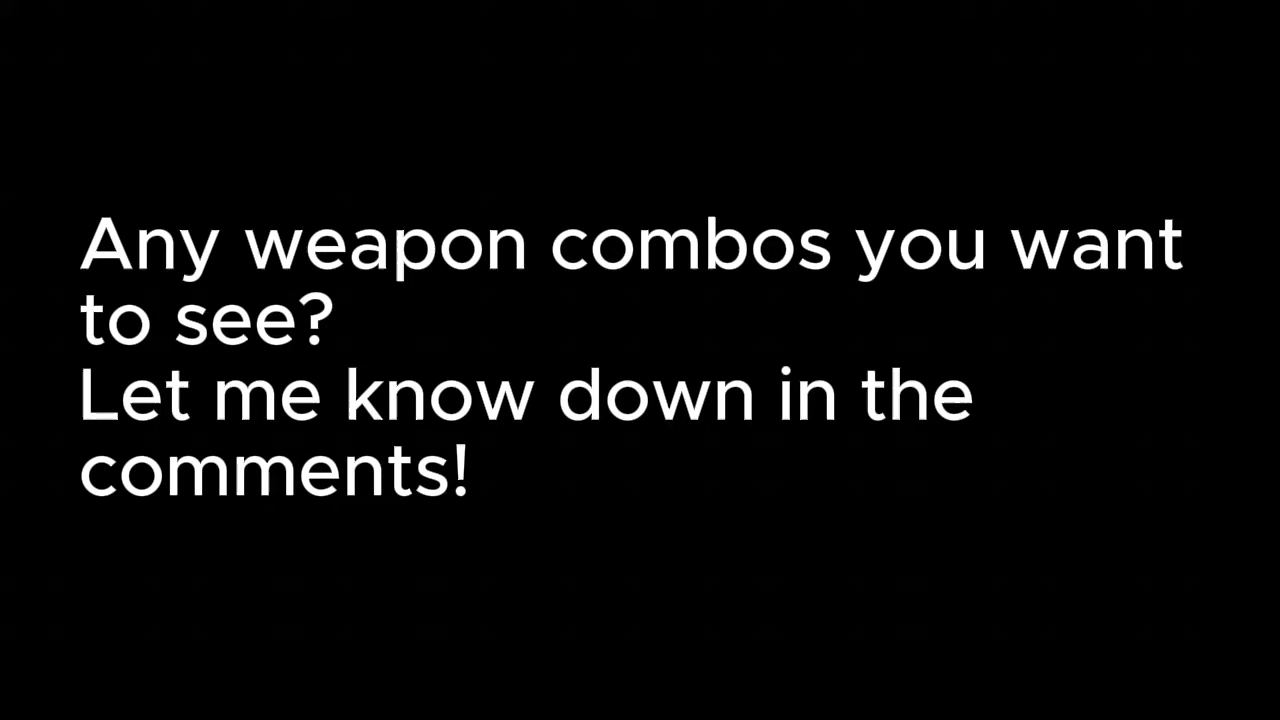 Any weapon combos you want
to see?
Let me know down in the
comments!